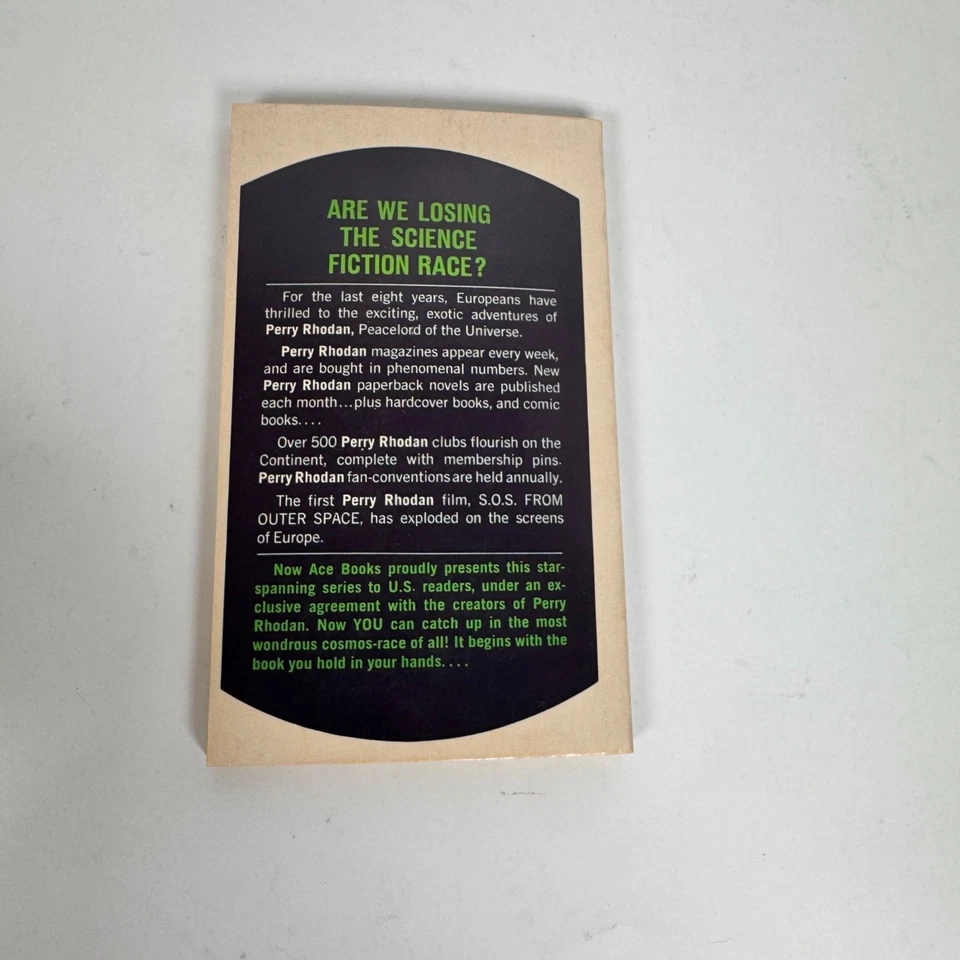 ARE WE LOSING
THE SCIENCE
FICTION RACE?
For the last eight years, Europeans have
thrilled to the exciting, exotic adventures of
Perry Rhodan, Peacelord of the Universe.
Perry Rhodan magazines appear every week,
and are bought in phenomenal numbers. New
Perry Rhodan paperback novels are published
each month...plus hardcover books, and comic
books....
Over 500 Perry Rhodan clubs flourish on the
Continent, complete with membership pins.
Perry Rhodan fan-conventions are held annually.
The first Perry Rhodan film, S.O.S. FROM
OUTER SPACE, has exploded on the screens
of Europe.
Now Ace Books proudly presents this star-
spanning series to U.S. readers, under an ex-
clusive agreement with the creators of Perry
Rhodan. Now YOU can catch up in the most
wondrous cosmos-race of all! It begins with the
book you hold in your hands....